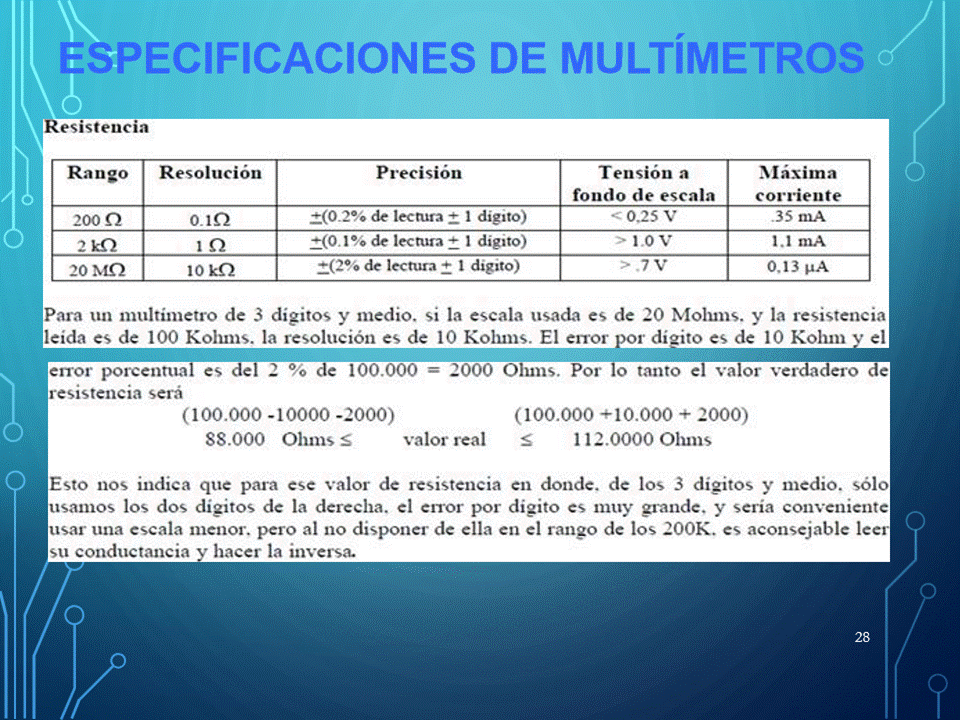 ESPECIFICACIONES DE MULTÍMETROS
Resistencia
Rango Resolución Precisión Tensión a fondo de escala Máxima corriente
200 Ω 0.1Ω ±(0.2% de lectura ± 1 dígito) < 0,25 V .35 mA
2 kΩ 1 Ω ±(0.1% de lectura ± 1 dígito) > 1.0 V 1,1 mA
20 MΩ 10 kΩ ±(2% de lectura ± 1 dígito) > .7 V 0,13 µA
Para un multímetro de 3 dígitos y medio, si la escala usada es de 20 Mohms, y la resistencia
leída es de 100 Kohms, la resolución es de 10 Kohms. El error por dígito es de 10 Kohm y el
error porcentual es del 2 % de 100.000 = 2000 Ohms. Por lo tanto el valor verdadero de
resistencia será
(100.000 -10000 -2000) (100.000 +10.000 + 2000)
88.000 Ohms ≤ valor real ≤ 112.0000 Ohms
Esto nos indica que para ese valor de resistencia en donde, de los 3 dígitos y medio, sólo
usamos los dos dígitos de la derecha, el error por dígito es muy grande, y sería conveniente
usar una escala menor, pero al no disponer de ella en el rango de los 200K, es aconsejable leer
su conductancia y hacer la inversa.
28